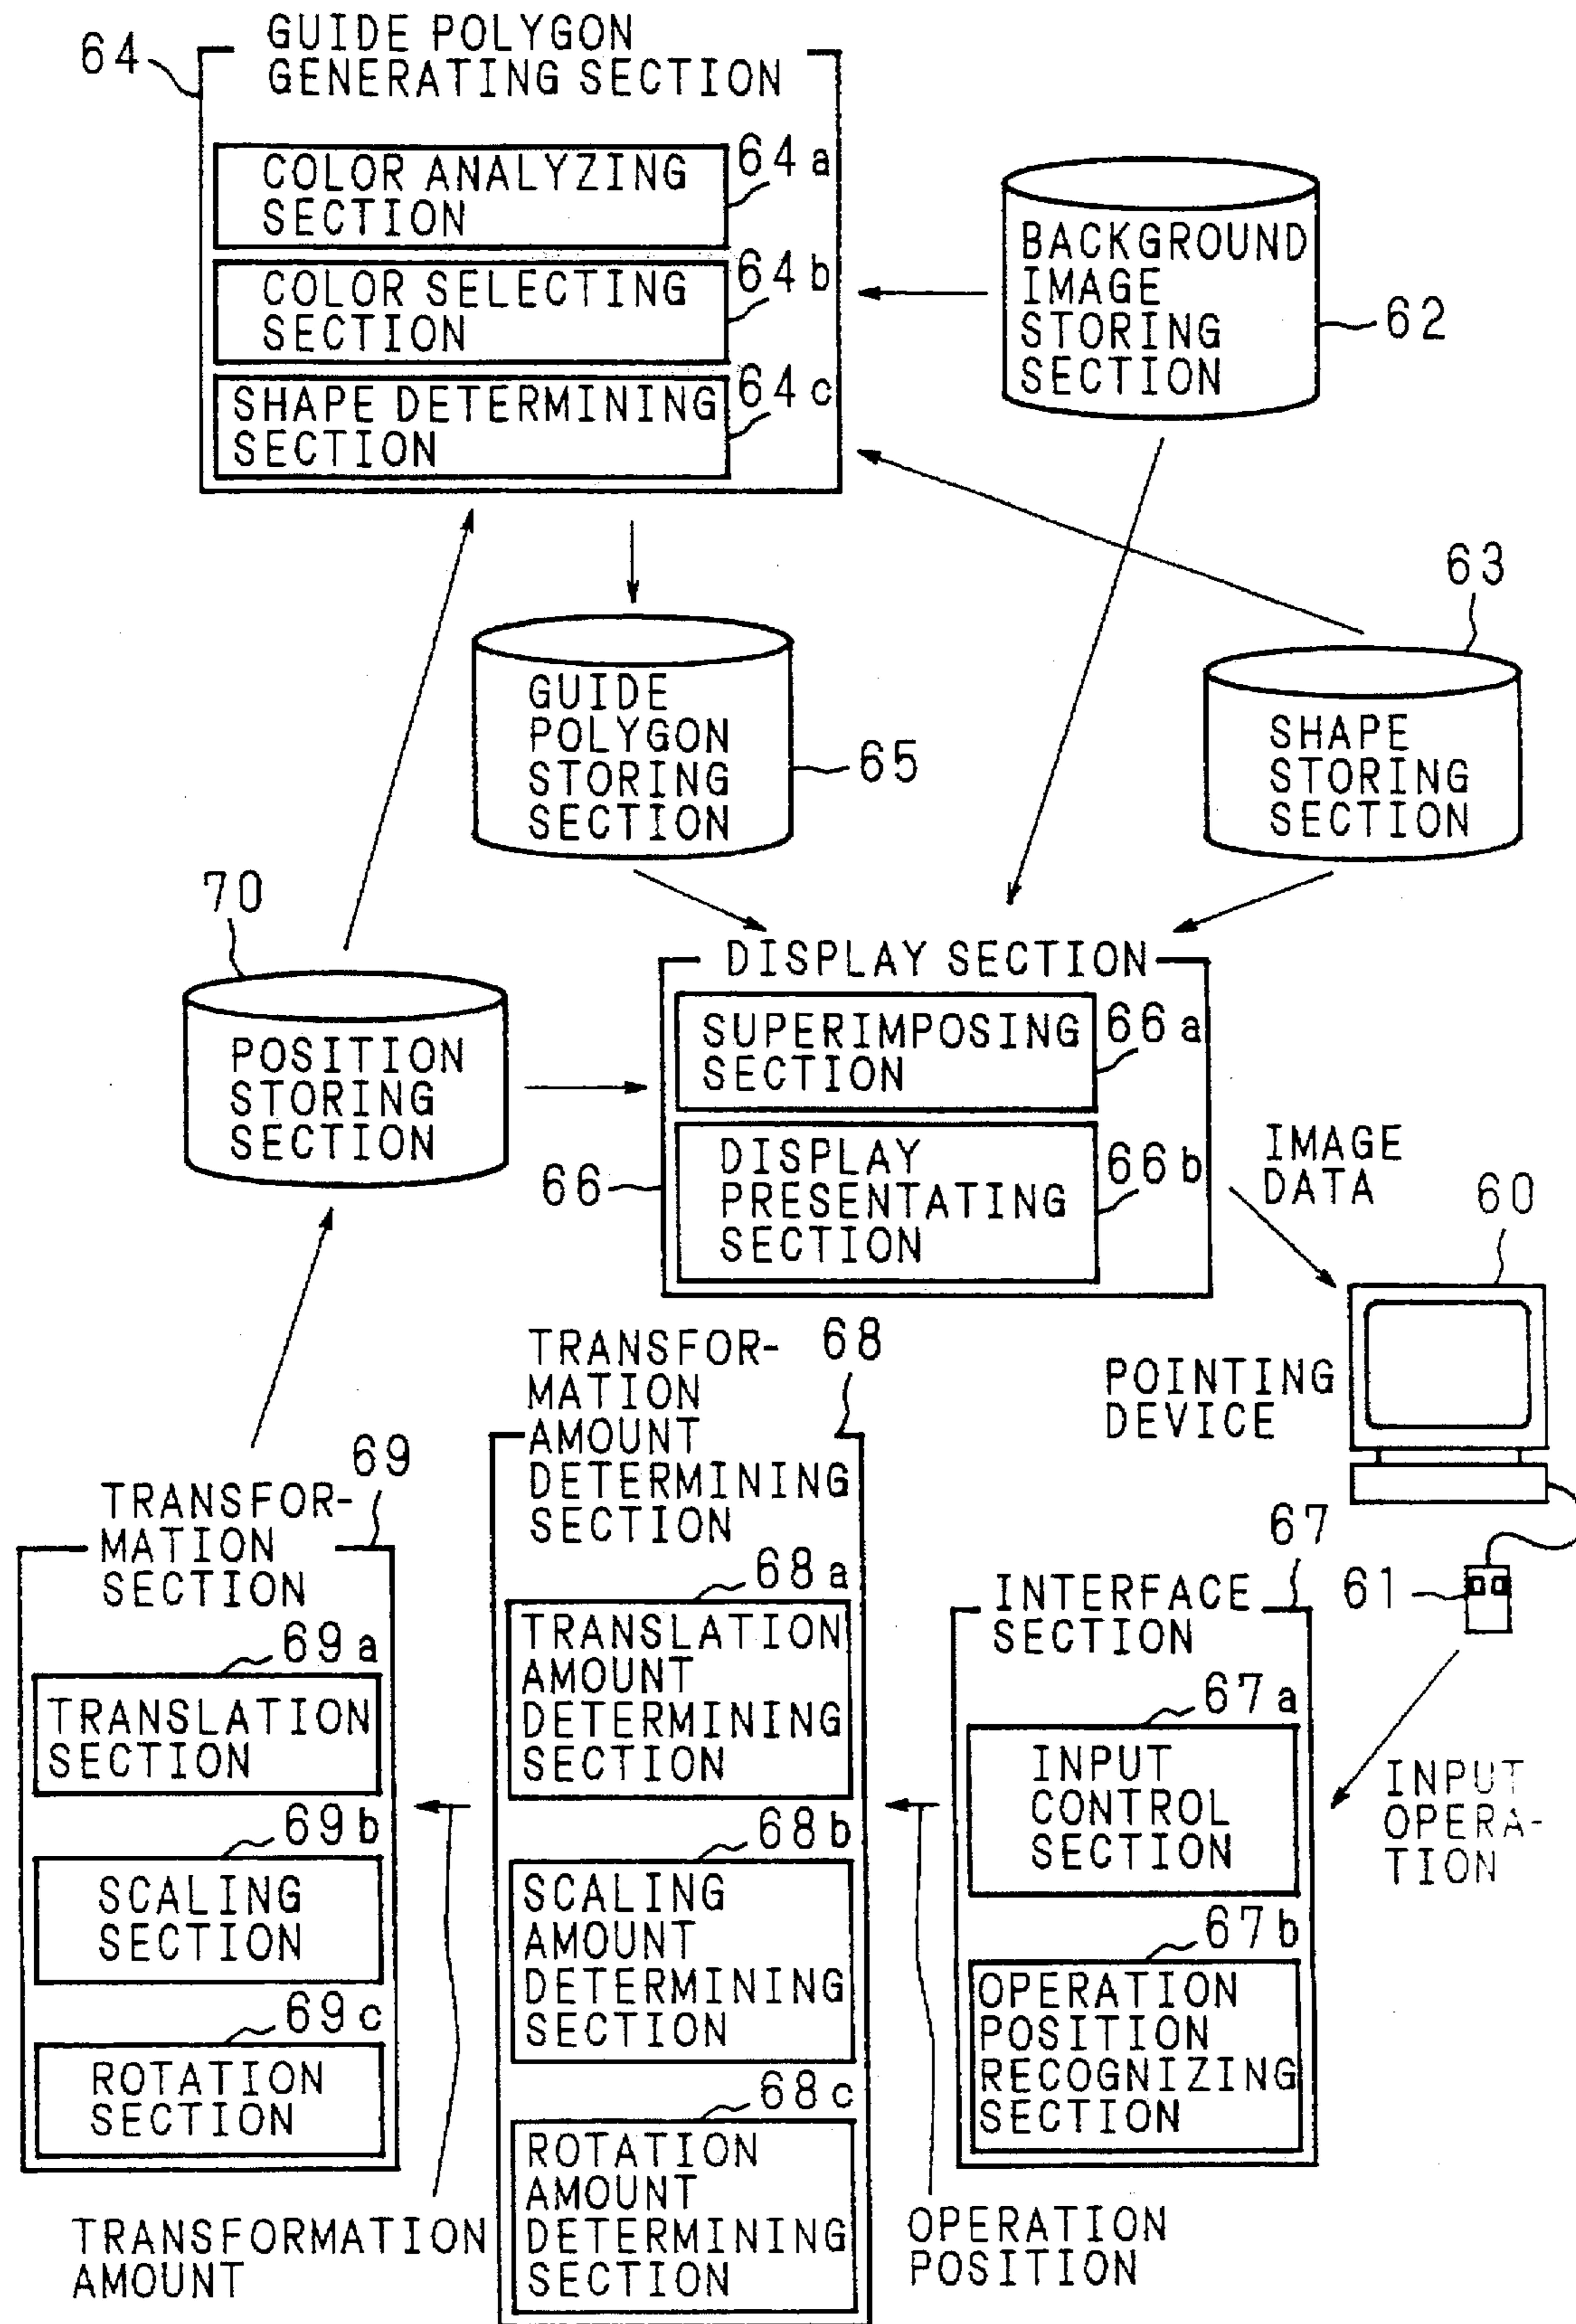 64
GUIDE POLYGON
GENERATING SECTION
COLOR ANALYZING
SECTION
64a
COLOR SELECTING
SECTION
64b
SHAPE DETERMINING
SECTION
64c
BACKGROUND
IMAGE
STORING
SECTION
62
63
SHAPE
STORING
SECTION
GUIDE
POLYGON
STORING
SECTION
65
70
POSITION
STORING
SECTION
DISPLAY SECTION
SUPERIMPOSING
SECTION
66a
DISPLAY
PRESENTATING
SECTION
66b
66
IMAGE
DATA
60
POINTING
DEVICE
61
TRANSFOR-
MATION
AMOUNT
DETERMINING
SECTION
68
68a
TRANSLATION
AMOUNT
DETERMINING
SECTION
68b
SCALING
AMOUNT
DETERMINING
SECTION
68c
ROTATION
AMOUNT
DETERMINING
SECTION
69
TRANSFOR-
MATION
SECTION
69a
TRANSLATION
SECTION
69b
SCALING
SECTION
69c
ROTATION
SECTION
TRANSFORMATION
AMOUNT
67
INTERFACE
SECTION
67a
INPUT
CONTROL
SECTION
67b
OPERATION
POSITION
RECOGNIZING
SECTION
INPUT
OPERA-
TION
OPERATION
POSITION